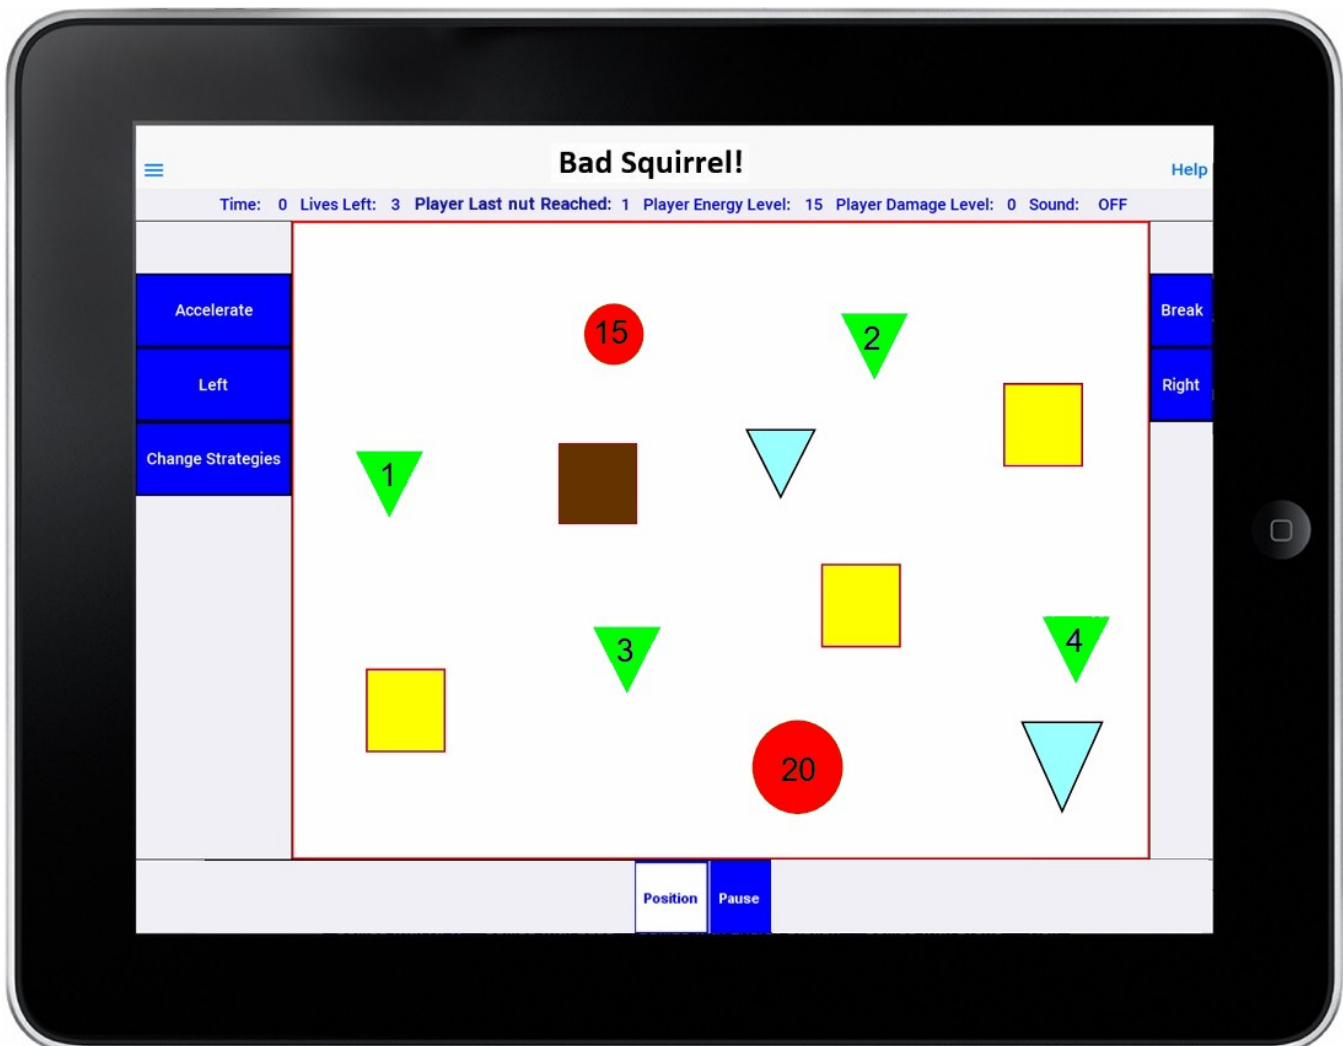 Bad Squirrel!
Help
Time: 0 Lives Left: 3 Player Last nut Reached: 1 Player Energy Level: 15 Player Damage Level: 0 Sound: OFF
Accelerate
Break
Left
Right
Change Strategies
15
2
1
3
4
20
Position Pause